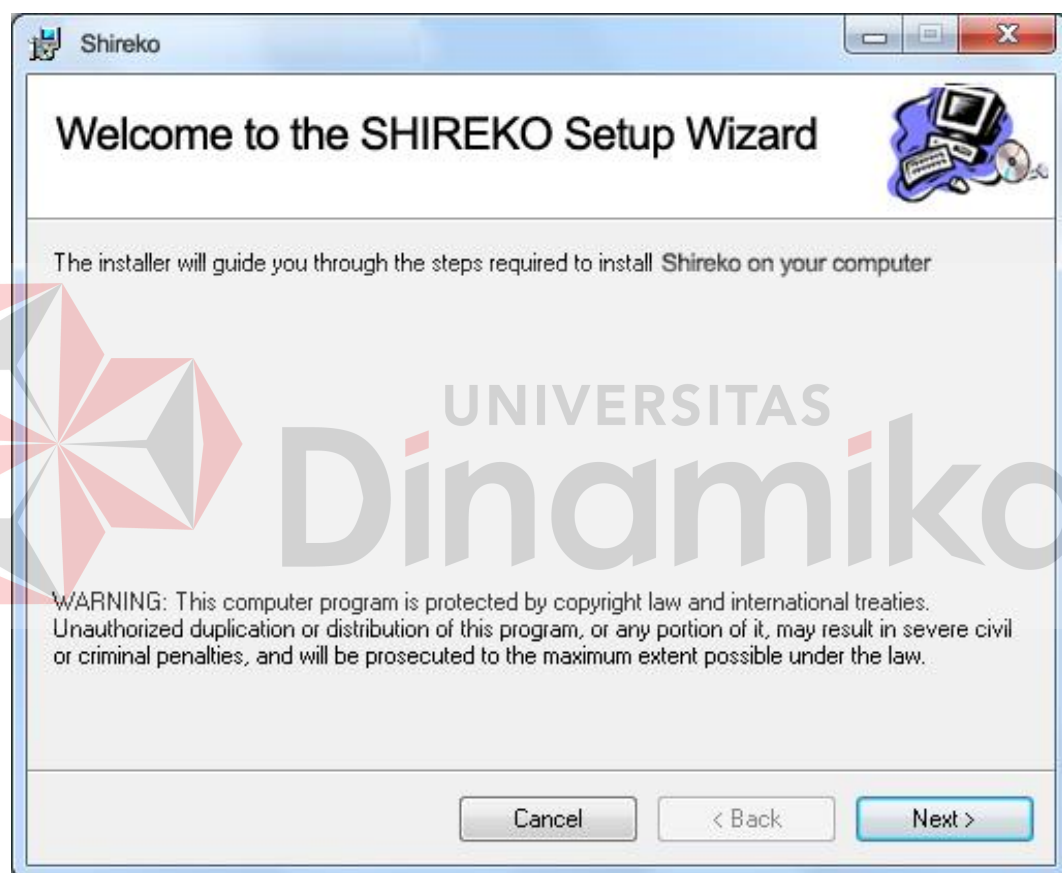 Shireko
Welcome to the SHIREKO Setup Wizard
The installer will guide you through the steps required to install Shireko on your computer
UNIVERSITAS
Dinamika
WARNING: This computer program is protected by copyright law and international treaties.
Unauthorized duplication or distribution of this program, or any portion of it, may result in severe civil
or criminal penalties, and will be prosecuted to the maximum extent possible under the law.
Cancel
< Back
Next >